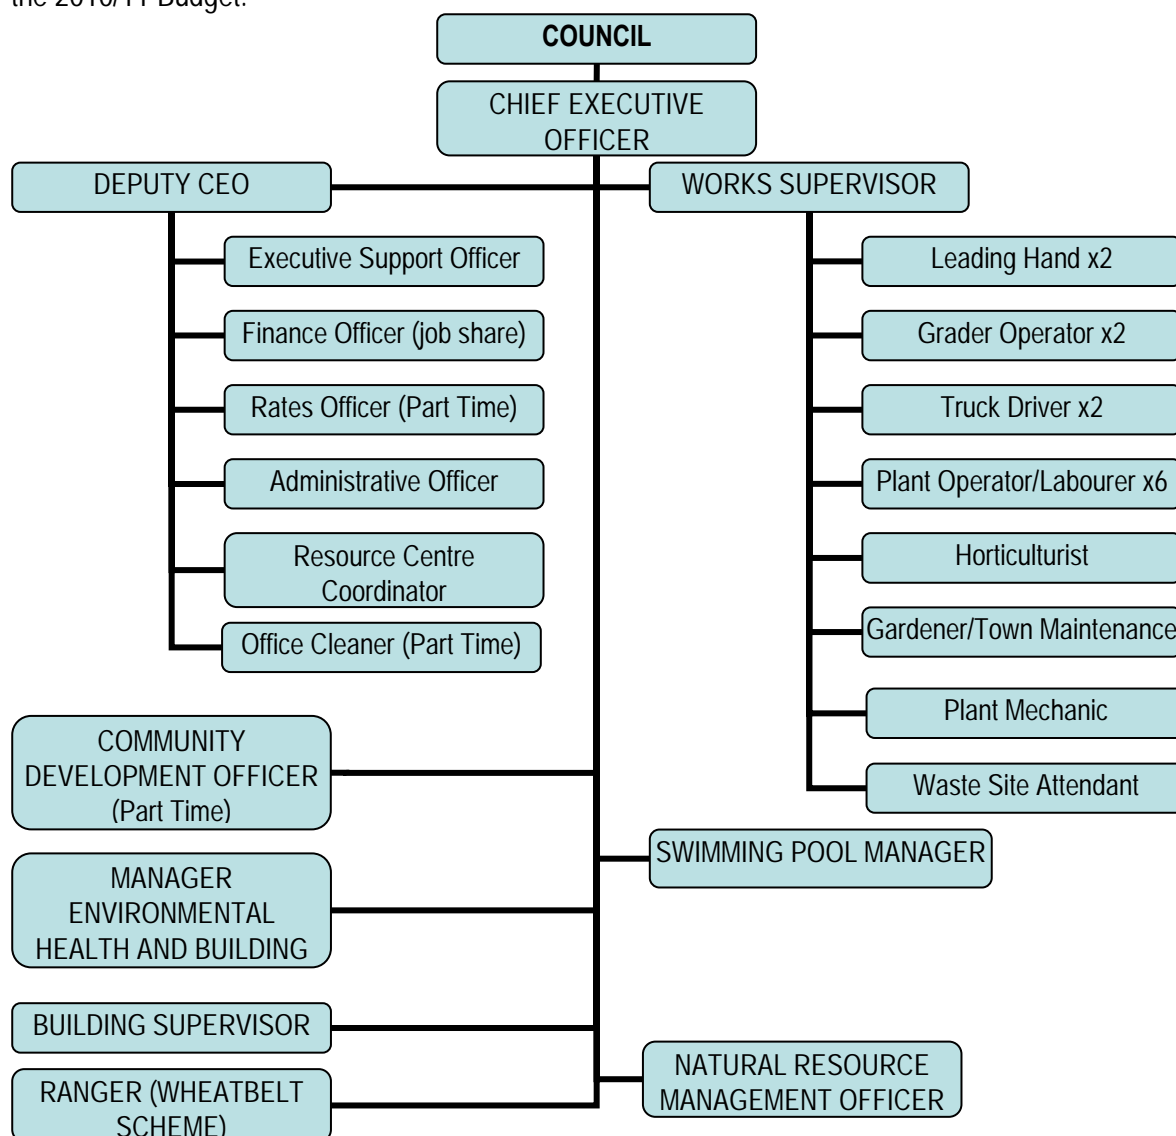 COUNCIL
CHIEF EXECUTIVE
OFFICER
DEPUTY CEO
WORKS SUPERVISOR
Executive Support Officer
Finance Officer (job share)
Rates Officer (Part Time)
Administrative Officer
Resource Centre
Coordinator
Office Cleaner (Part Time)
Leading Hand x2
Grader Operator x2
Truck Driver x2
Plant Operator/Labourer x6
Horticulturist
Gardener/Town Maintenance
Plant Mechanic
Waste Site Attendant
COMMUNITY
DEVELOPMENT OFFICER
(Part Time)
MANAGER
ENVIRONMENTAL
HEALTH AND BUILDING
BUILDING SUPERVISOR
RANGER (WHEATBELT
SCHEME)
SWIMMING POOL MANAGER
NATURAL RESOURCE
MANAGEMENT OFFICER